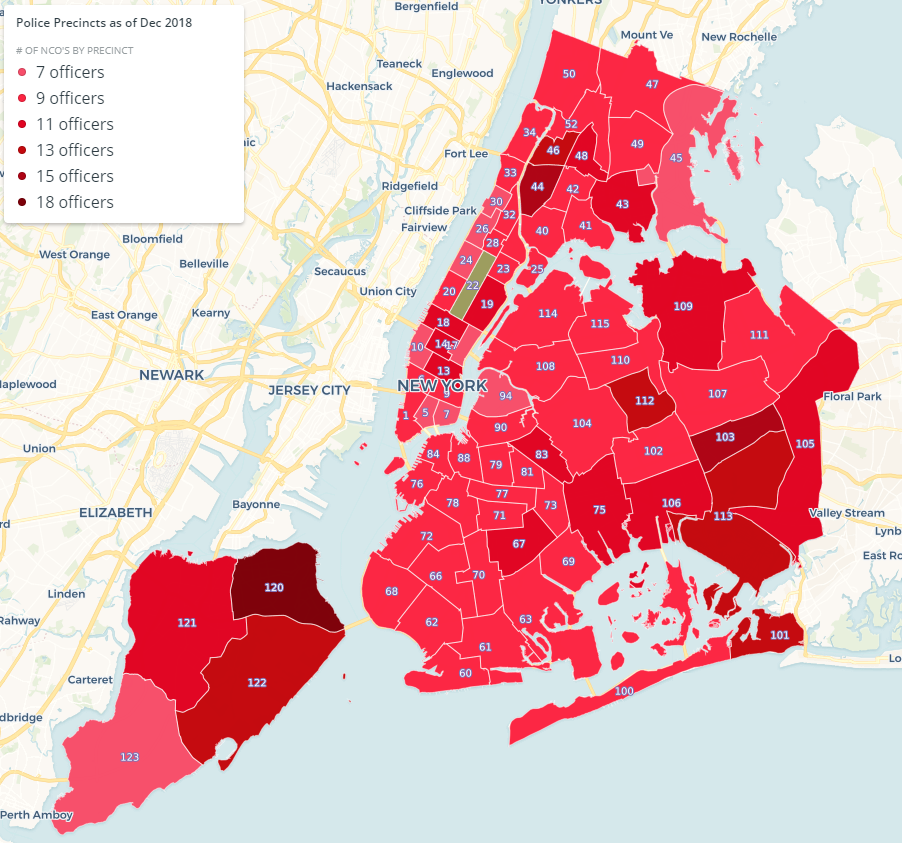 YONKERS
Bergenfield
Police Precincts as of Dec 2018
# OF NCO'S BY PRECINCT
7 officers
9 officers
11 officers
13 officers
15 officers
18 officers
Mount Ve
New Rochelle
Teaneck
Englewood
Hackensack
50
47
52
34
46
48
49
45
Fort Lee
33
44
42
43
Ridgefield
30
32
Cliffside Park
26
40
41
Fairview
28
Bloomfield
West Orange
Belleville
24
23
25
Secaucus
22
Union City
20
19
109
East Orange
Kearny
18
114
115
111
10
14
17
110
NEWARK
13
108
JERSEY CITY
NEW YORK
9
94
112
107
Maplewood
Floral Park
1
5
7
90
104
103
105
Union
84
88
79
83
81
102
76
77
78
71
73
75
106
113
Bayonne
ELIZABETH
Valley Stream
72
67
Lynb
66
70
69
East Ro
120
68
Linden
Rahway
121
62
63
101
61
Lo
60
Carteret
122
100
dbridge
123
Perth Amboy